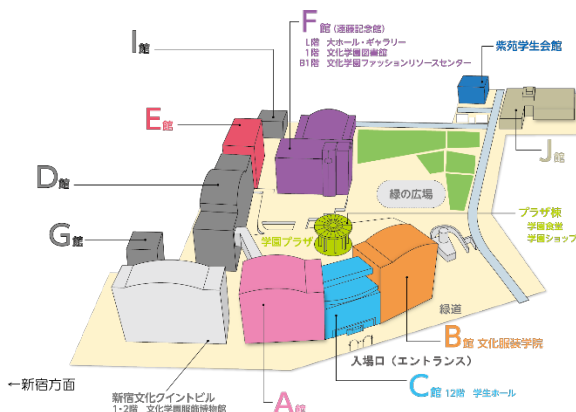 I館
F館(遠藤記念館)
L階 大ホール・ギャラリー
1階 文化学園図書館
B1階 文化学園ファッションリソースセンター
紫苑学生会館
E館
J館
D館
緑の広場
プラザ棟
学園食堂
学園ショップ
G館
学園プラザ
緑道
B館 文化服装学院
入場口(エントランス)
C館 12階 学生ホール
←新宿方面
新宿文化クイントビル
1・2階 文化学園服飾博物館
A館